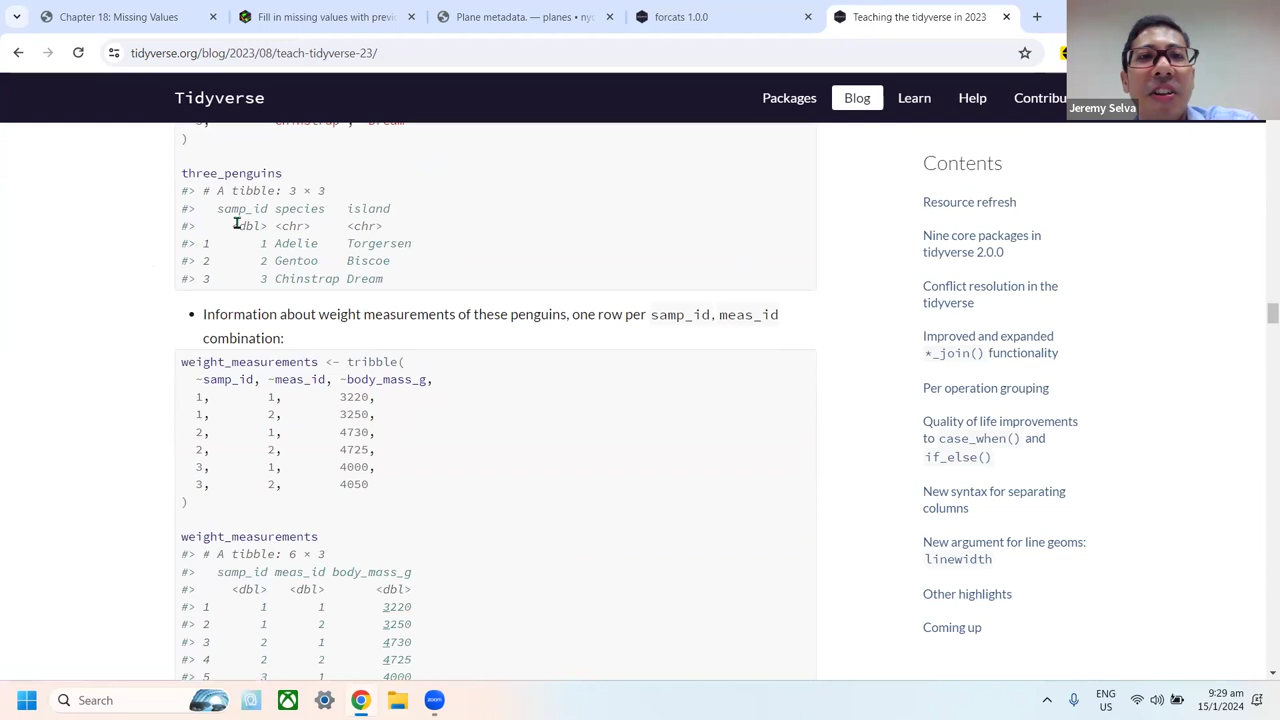 Chapter 18: Missing Values
Fill in missing values with previ
Plane metadata. — planes • nyc
forcats 1.0.0
Teaching the tidyverse in 2023
tidyverse.org/blog/2023/08/teach-tidyverse-23/
Tidyverse
Packages
Blog
Learn
Help
Contribu
Jeremy Selva
)
three_penguins
#> # A tibble: 3 × 3
#> samp_id species island
#> <dbl> <chr> <chr>
#> 1 1 Adelie Torgersen
#> 2 2 Gentoo Biscoe
#> 3 3 Chinstrap Dream
• Information about weight measurements of these penguins, one row per samp_id, meas_id
combination:
weight_measurements <- tribble(
~samp_id, ~meas_id, ~body_mass_g,
1, 1, 3220,
1, 2, 3250,
2, 1, 4730,
2, 2, 4725,
3, 1, 4000,
3, 2, 4050
)
weight_measurements
#> # A tibble: 6 × 3
#> samp_id meas_id body_mass_g
#> <dbl> <dbl> <dbl>
#> 1 1 1 3220
#> 2 1 2 3250
#> 3 2 1 4730
#> 4 2 2 4725
#> 5 3 1 4000
Contents
Resource refresh
Nine core packages in
tidyverse 2.0.0
Conflict resolution in the
tidyverse
Improved and expanded
*_join() functionality
Per operation grouping
Quality of life improvements
to case_when() and
if_else()
New syntax for separating
columns
New argument for line geoms:
linewidth
Other highlights
Coming up
Search
zoom
ENG
US
9:29 am
15/1/2024